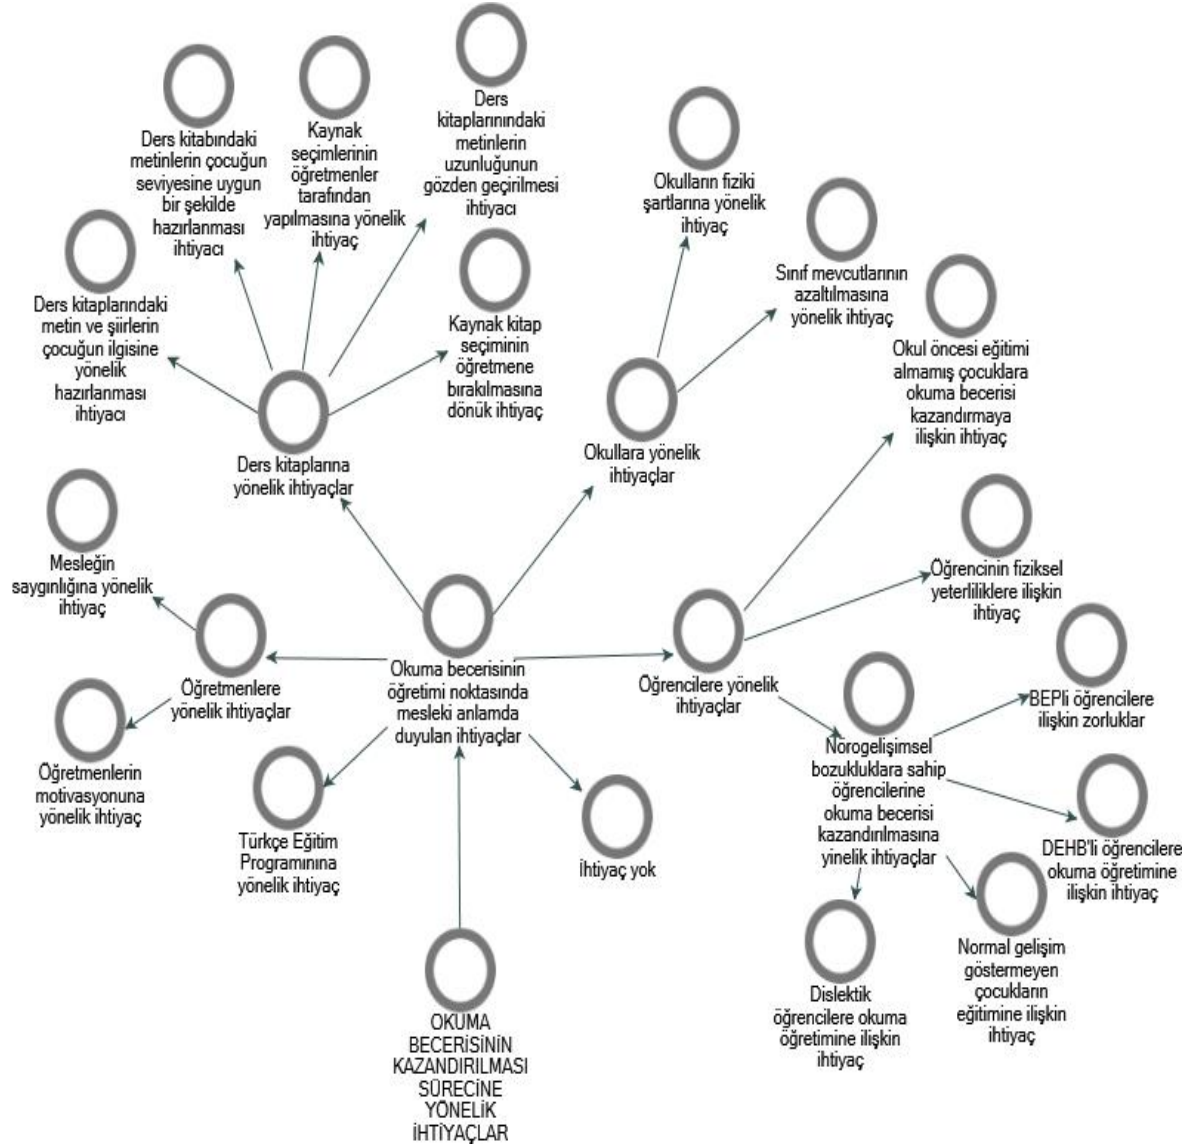 Ders
kitaplarınındaki
metinlerin
uzunluğunun
gözden geçirilmesi
ihtiyacı
Kaynak
seçimlerinin
öğretmenler
tarafından
yapılmasına yönelik
ihtiyaç
Ders kitabındaki
metinlerin çocuğun
seviyesine uygun
bir şekilde
hazırlanması
ihtiyacı
Okulların fiziki
şartlarına yönelik
ihtiyaç
Sınıf mevcutlarının
azaltılmasına
yönelik ihtiyaç
Ders kitaplarındaki
metin ve şiirlerin
çocuğun ilgisine
yönelik
hazırlanması
ihtiyacı
Kaynak kitap
seçiminin
öğretmene
bırakılmasına
dönük ihtiyaç
Okul öncesi eğitimi
almamış çocuklara
okuma becerisi
kazandırmaya
ilişkin ihtiyaç
Ders kitaplarına
yönelik ihtiyaçlar
Okullara yönelik
ihtiyaçlar
Mesleğin
saygınlığına yönelik
ihtiyaç
Öğrencinin fiziksel
yeterliliklere ilişkin
ihtiyaç
Öğretmenlere
yönelik ihtiyaçlar
Okuma becerisinin
öğretimi noktasında
mesleki anlamda
duyulan ihtiyaçlar
Öğrencilere yönelik
ihtiyaçlar
BEPli öğrencilere
ilişkin zorluklar
Öğretmenlerin
motivasyonuna
yönelik ihtiyaç
Türkçe Eğitim
Programınına
yönelik ihtiyaç
İhtiyaç yok
Nörogelişimsel
bozukluklara sahip
öğrencilerine
okuma becerisi
kazandırılmasına
yinelik ihtiyaçlar
DEHB'li öğrencilere
okuma öğretimine
ilişkin ihtiyaç
Normal gelişim
göstermeyen
çocukların
eğitimine ilişkin
ihtiyaç
Dislektik
öğrencilere okuma
öğretimine ilişkin
ihtiyaç
OKUMA
BECERİSİNİN
KAZANDIRILMASI
SÜRECİNE
YÖNELİK
İHTİYAÇLAR